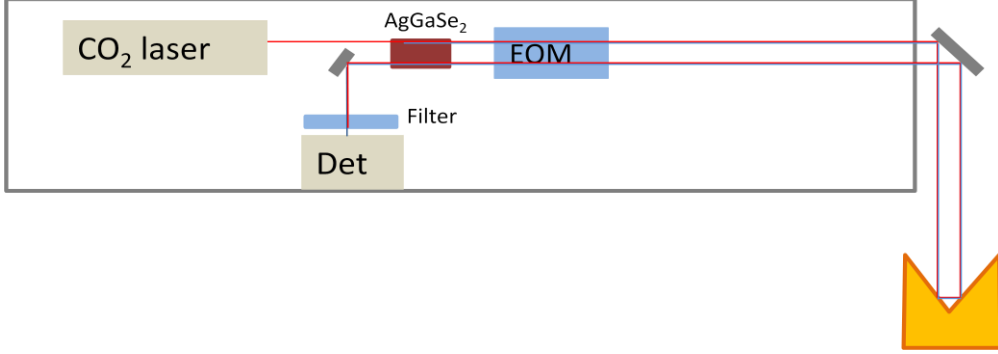 AgGaSe₂
CO₂ laser
EOM
Filter
Det